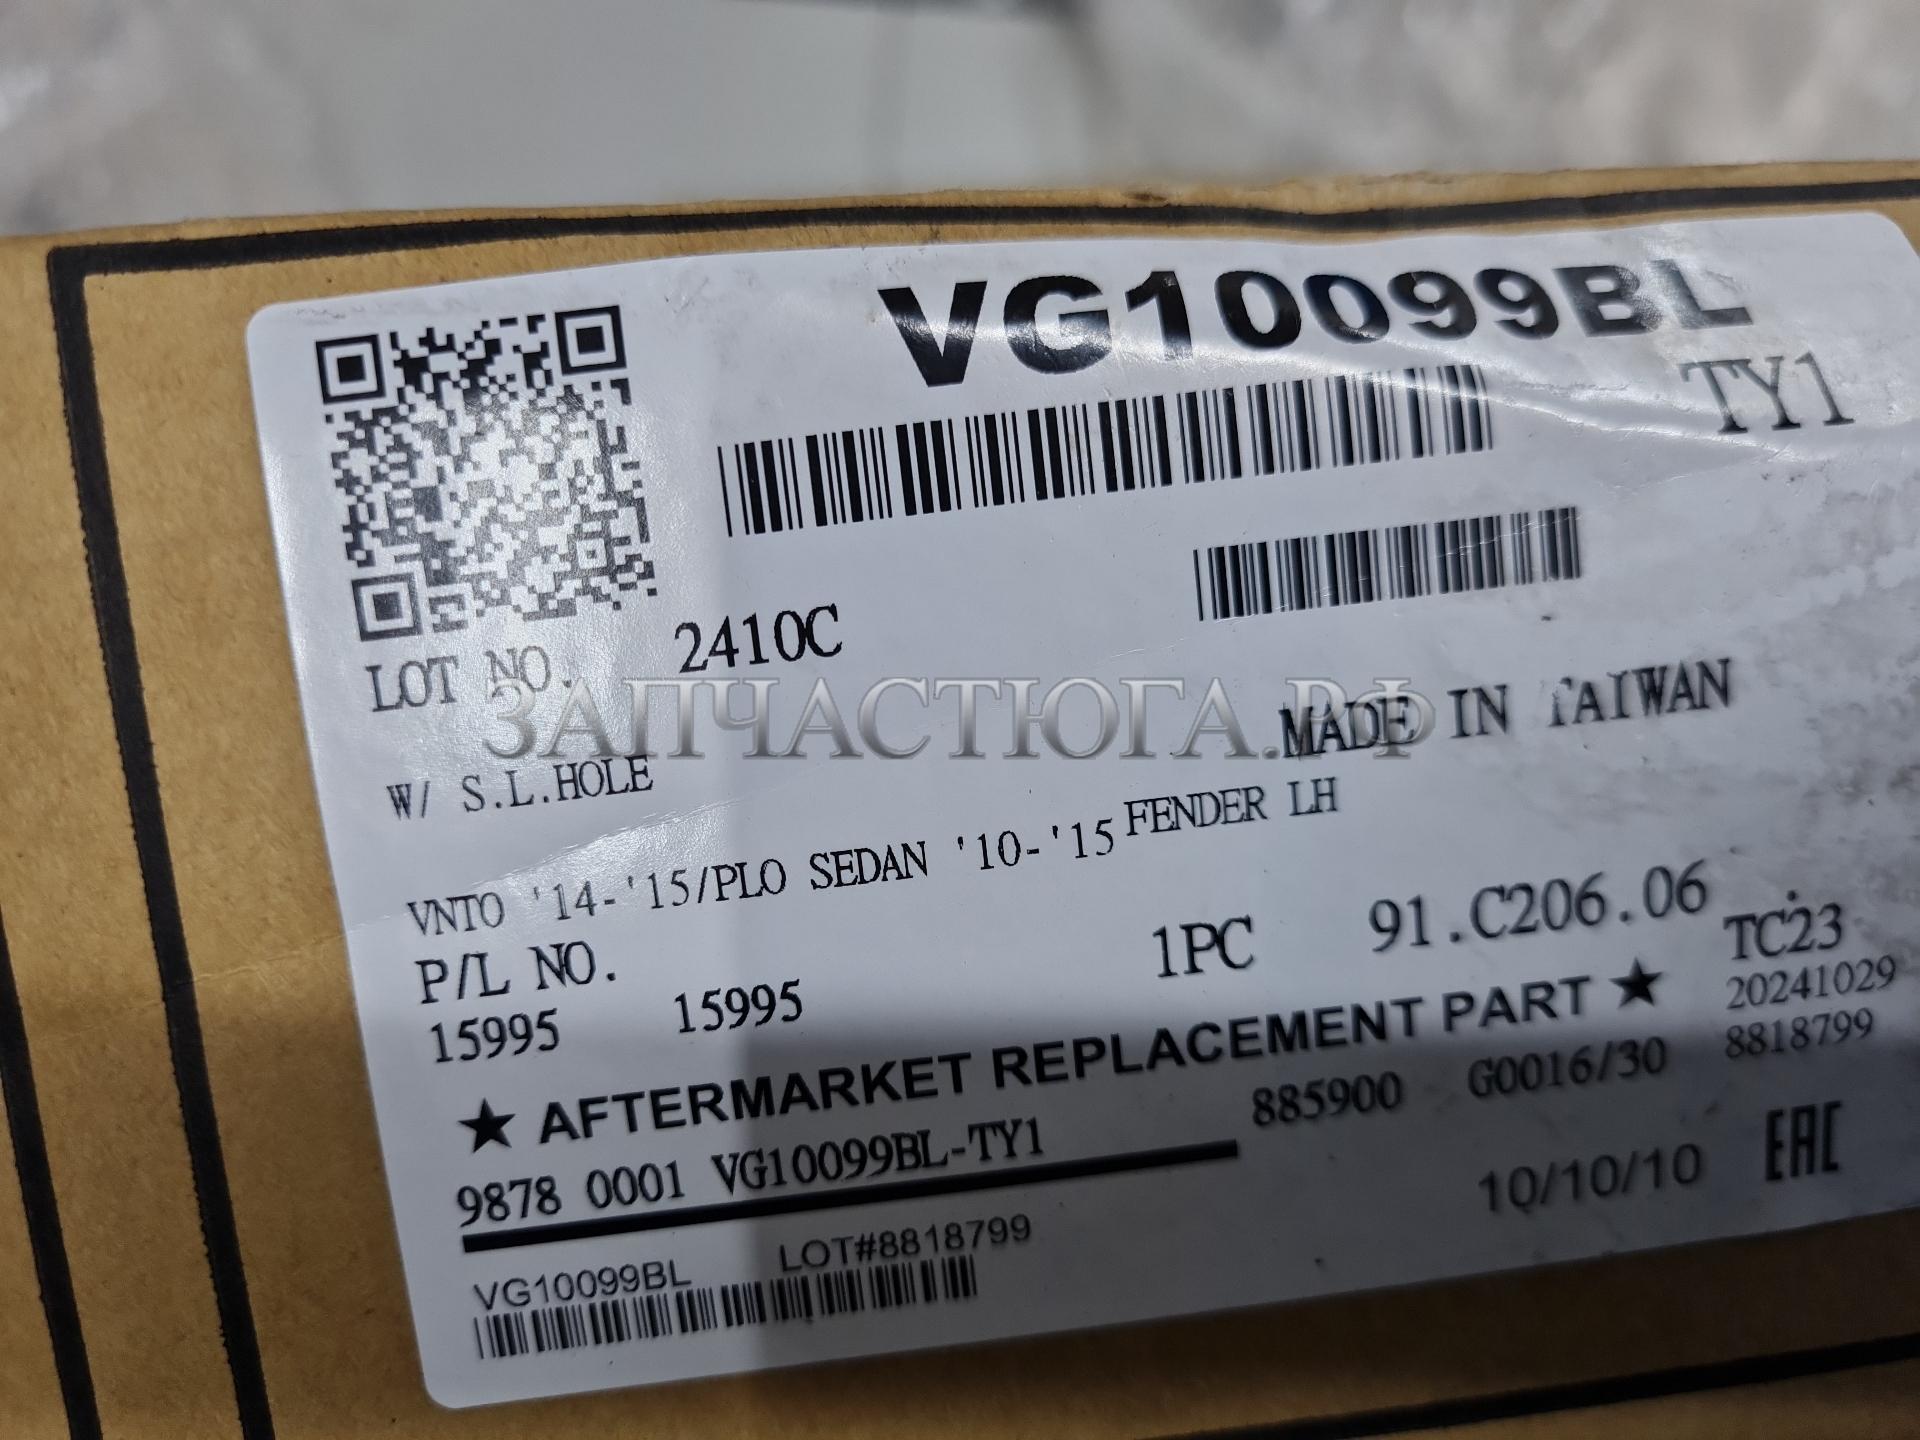 VG10099BL
TY1
LOT NO. 2410C
ЗАПЧАСТЮГА.РФ
MADE IN TAIWAN
W/ S.L.HOLE
VNTO '14-'15/PLO SEDAN '10-'15 FENDER LH
P/L NO. 1PC 91.C206.06 TC23
15995 15995
20241029
★ AFTERMARKET REPLACEMENT PART ★
8818799
9878 0001 VG10099BL-TY1 885900 G0016/30
10/10/10 EAC
VG10099BL LOT#8818799